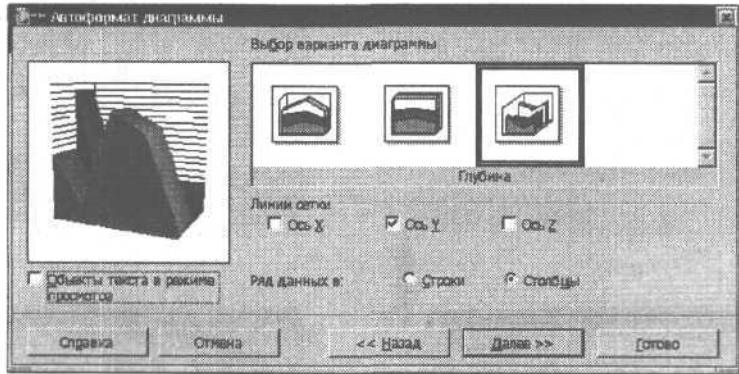 Автоформат диаграммы
Выбор варианта диаграммы
Глубина
Линии сетки
Ось X
Ось Y
Ось Z
Объекты текста в режиме
просмотра
Ряд данных в:
Строки
Столбцы
Справка
Отмена
<< Назад
Далее >>
Готово